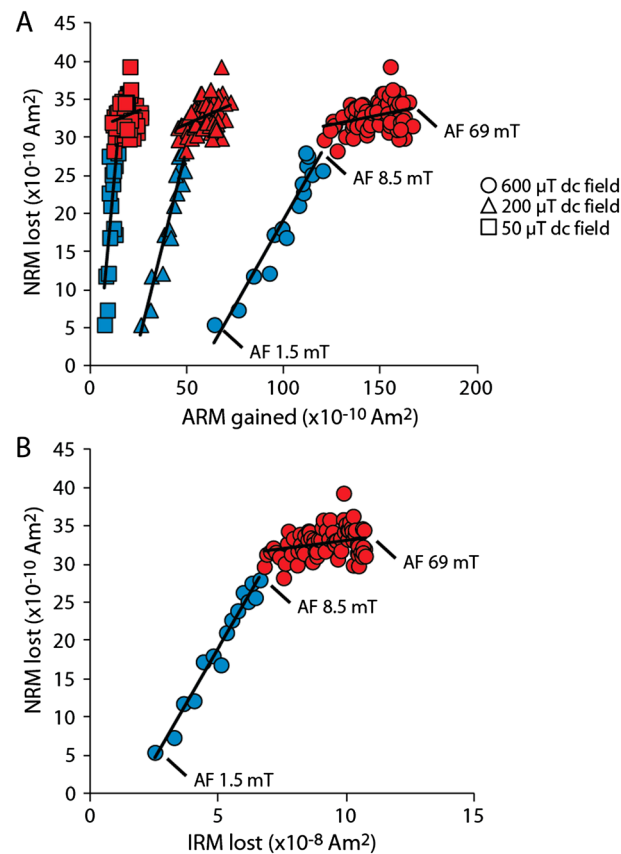 A
45
40
35
30
25
20
15
10
5
0
NRM lost (x10-10 Am2)
0 50 100 150 200
ARM gained (x10-10 Am2)
AF 69 mT
AF 8.5 mT
AF 1.5 mT
600 µT dc field
200 µT dc field
50 µT dc field
B
45
40
35
30
25
20
15
10
5
0
NRM lost (x10-10 Am2)
0 5 10 15
IRM lost (x10-8 Am2)
AF 69 mT
AF 8.5 mT
AF 1.5 mT